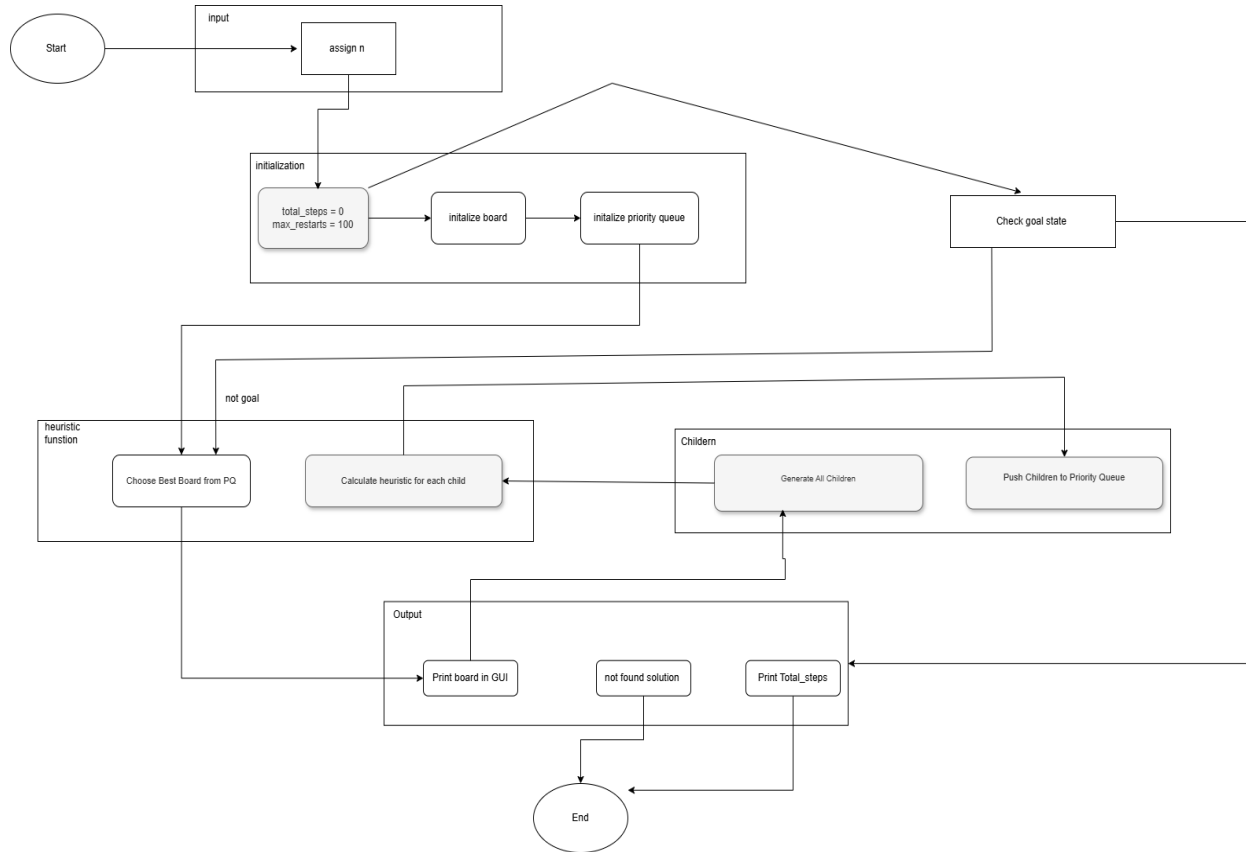 input
Start
assign n
initialization
total_steps = 0
max_restarts = 100
initalize board
initalize priority queue
Check goal state
not goal
heuristic
funstion
Choose Best Board from PQ
Calculate heuristic for each child
Childern
Generate All Children
Push Children to Priority Queue
Output
Print board in GUI
not found solution
Print Total_steps
End